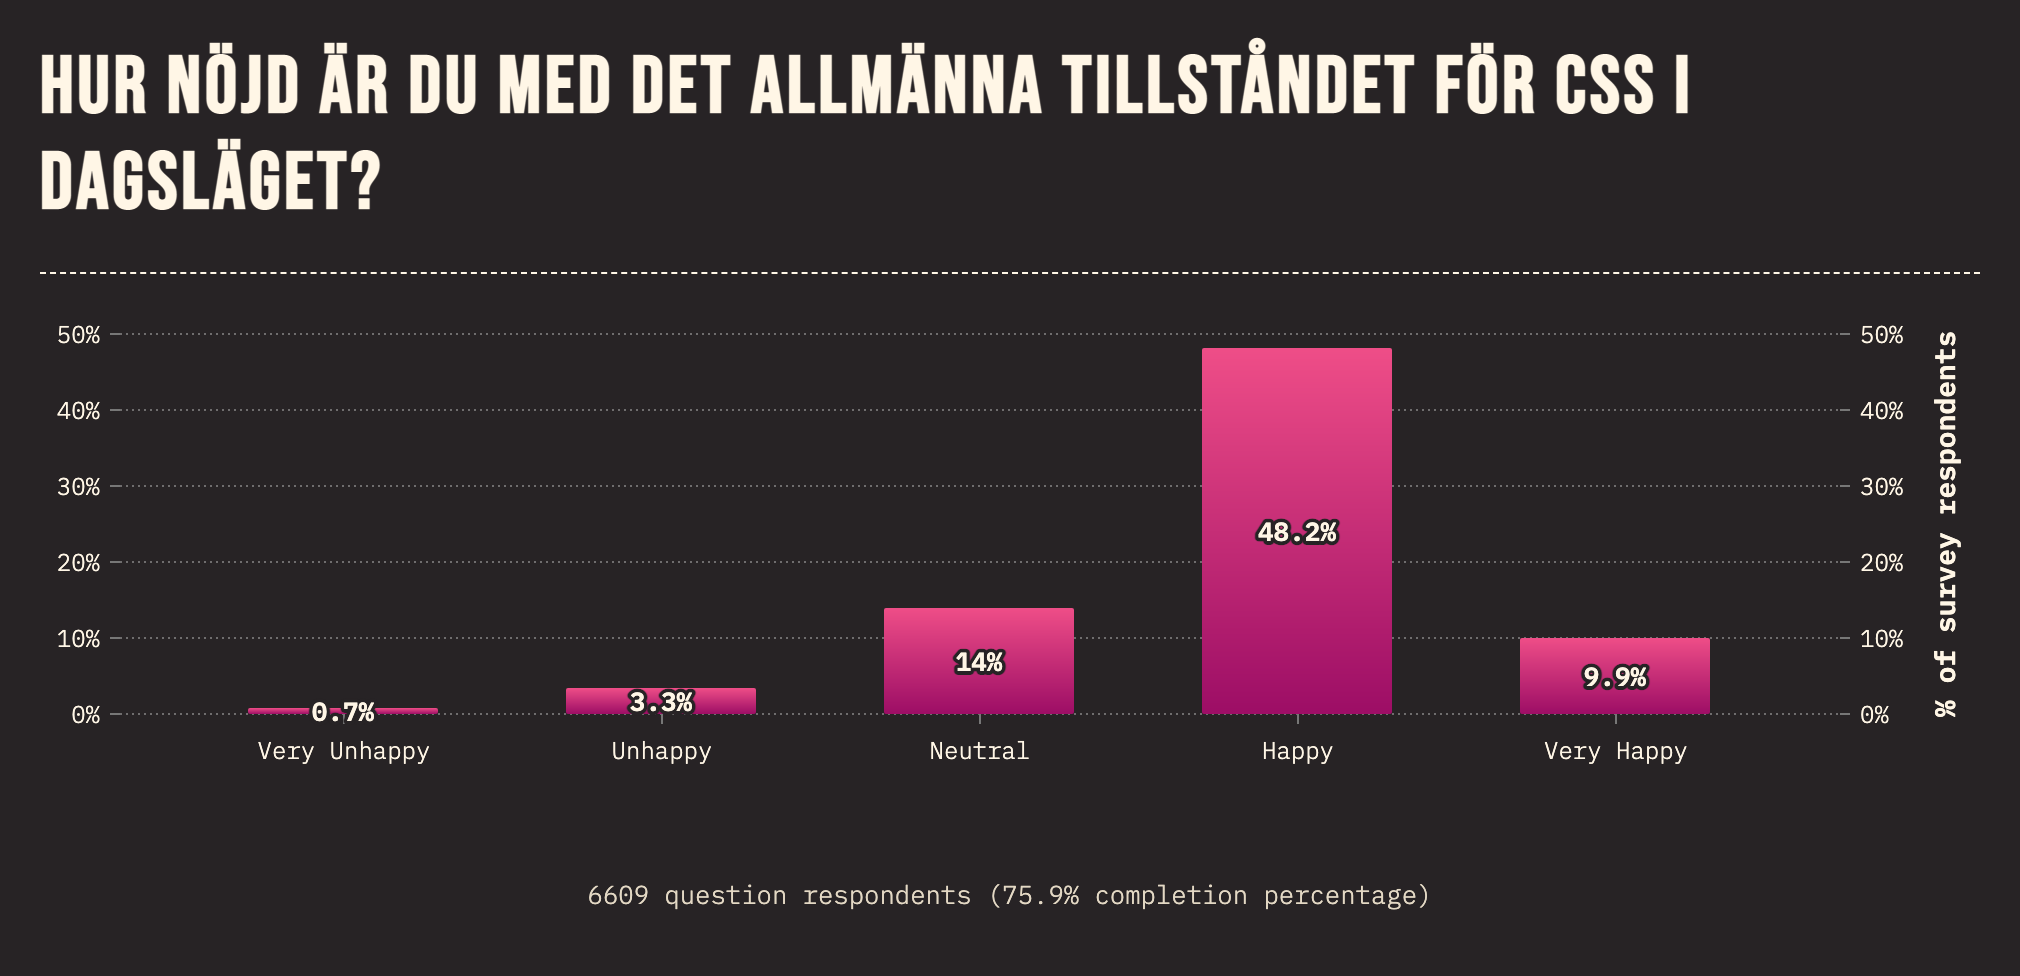 HUR NÖJD ÄR DU MED DET ALLMÄNNA TILLSTÅNDET FÖR CSS I
DAGSLÄGET?
50%
40%
30%
20%
10%
0%
50%
40%
30%
20%
10%
0%
% of survey respondents
0.7%
3.3%
14%
48.2%
9.9%
Very Unhappy
Unhappy
Neutral
Happy
Very Happy
6609 question respondents (75.9% completion percentage)